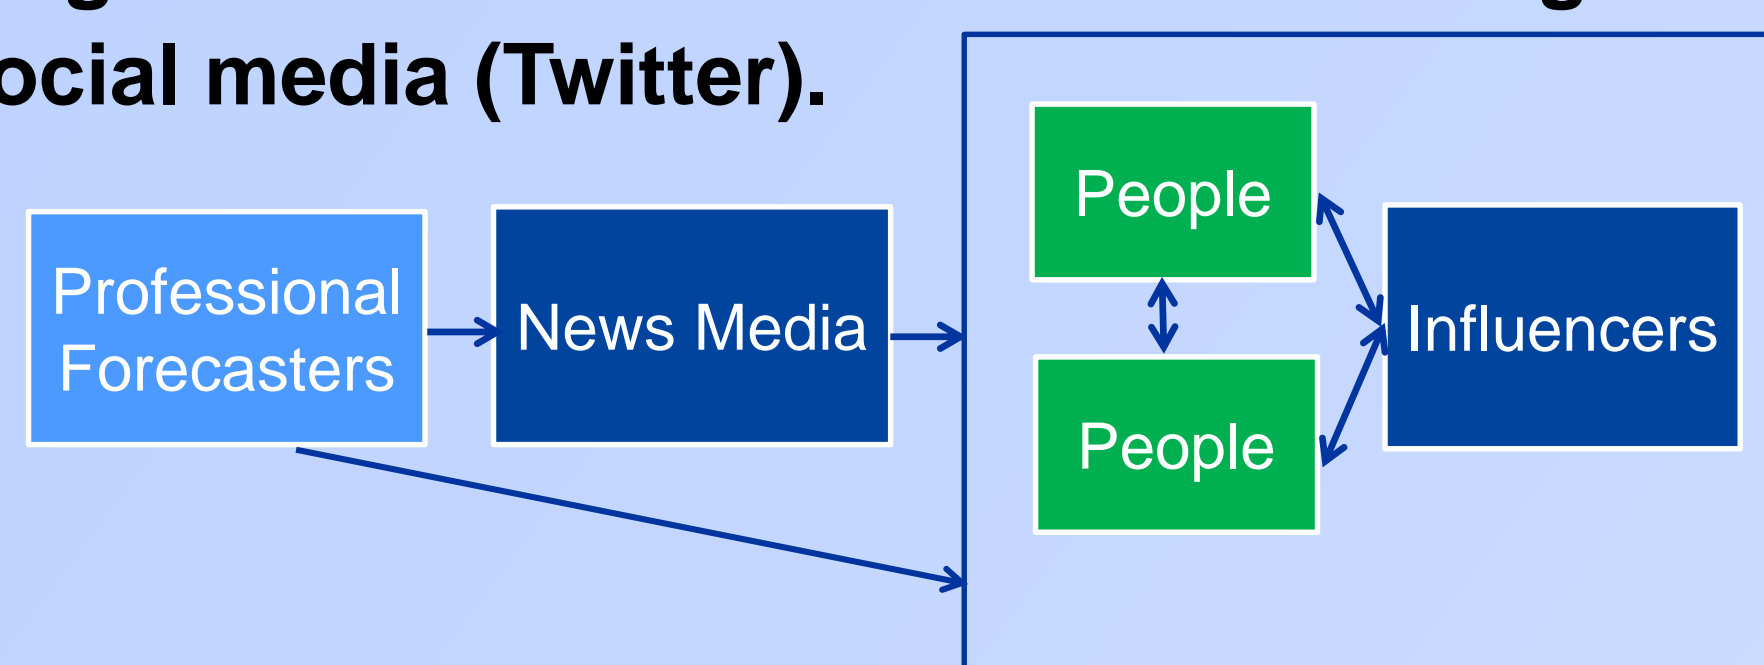 ocial media (Twitter).
People
Professional
Forecasters
News Media
Influencers
People